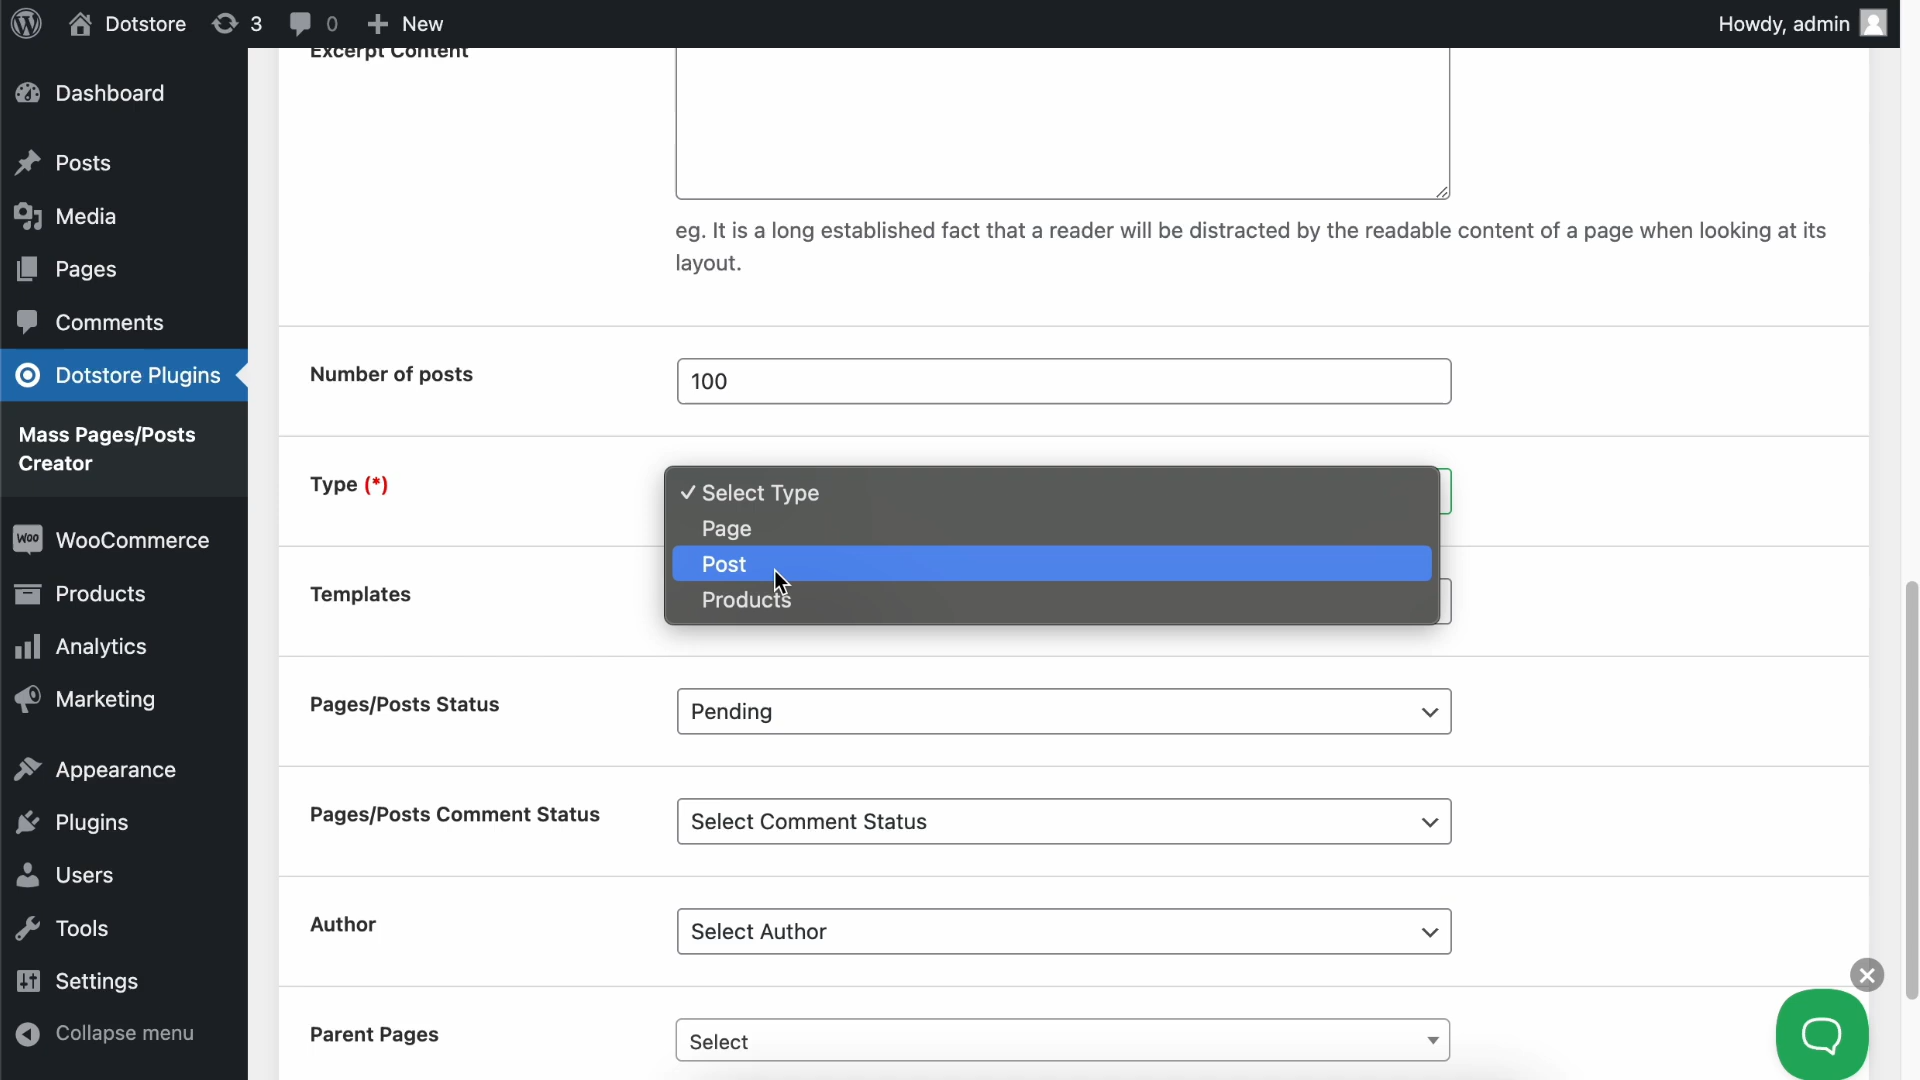 Dotstore
3
0
New
Howdy, admin
Excerpt Content
Dashboard
Posts
Media
Pages
Comments
Dotstore Plugins
Mass Pages/Posts
Creator
WooCommerce
Products
Analytics
Marketing
Appearance
Plugins
Users
Tools
Settings
Collapse menu
eg. It is a long established fact that a reader will be distracted by the readable content of a page when looking at its
layout.
Number of posts
100
Type (*)
✓ Select Type
Page
Post
Products
Templates
Pages/Posts Status
Pending
Pages/Posts Comment Status
Select Comment Status
Author
Select Author
Parent Pages
Select